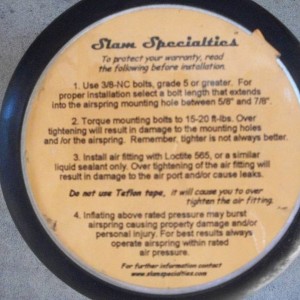 Slam Specialties
To protect your warranty, read
the following before installation.
1. Use 3/8-NC bolts, grade 5 or greater. For
proper installation select a bolt length that extends
into the airspring mounting hole between 5/8" and 7/8".
2. Torque mounting bolts to 15-20 ft-lbs. Over
tightening will result in damage to the mounting holes
and /or the airspring. Remember, tighter is not always better.
3. Install air fitting with Loctite 565, or a similar
liquid sealant only. Over tightening of the air fitting will
result in damage to the air port and/or cause leaks.
Do not use Teflon tape, it will cause you to over
tighten the air fitting.
4. Inflating above rated pressure may burst
airspring causing property damage and/or
personal injury. For best results always
operate airspring within rated
air pressure.
For further information contact
www.slamspecialties.com